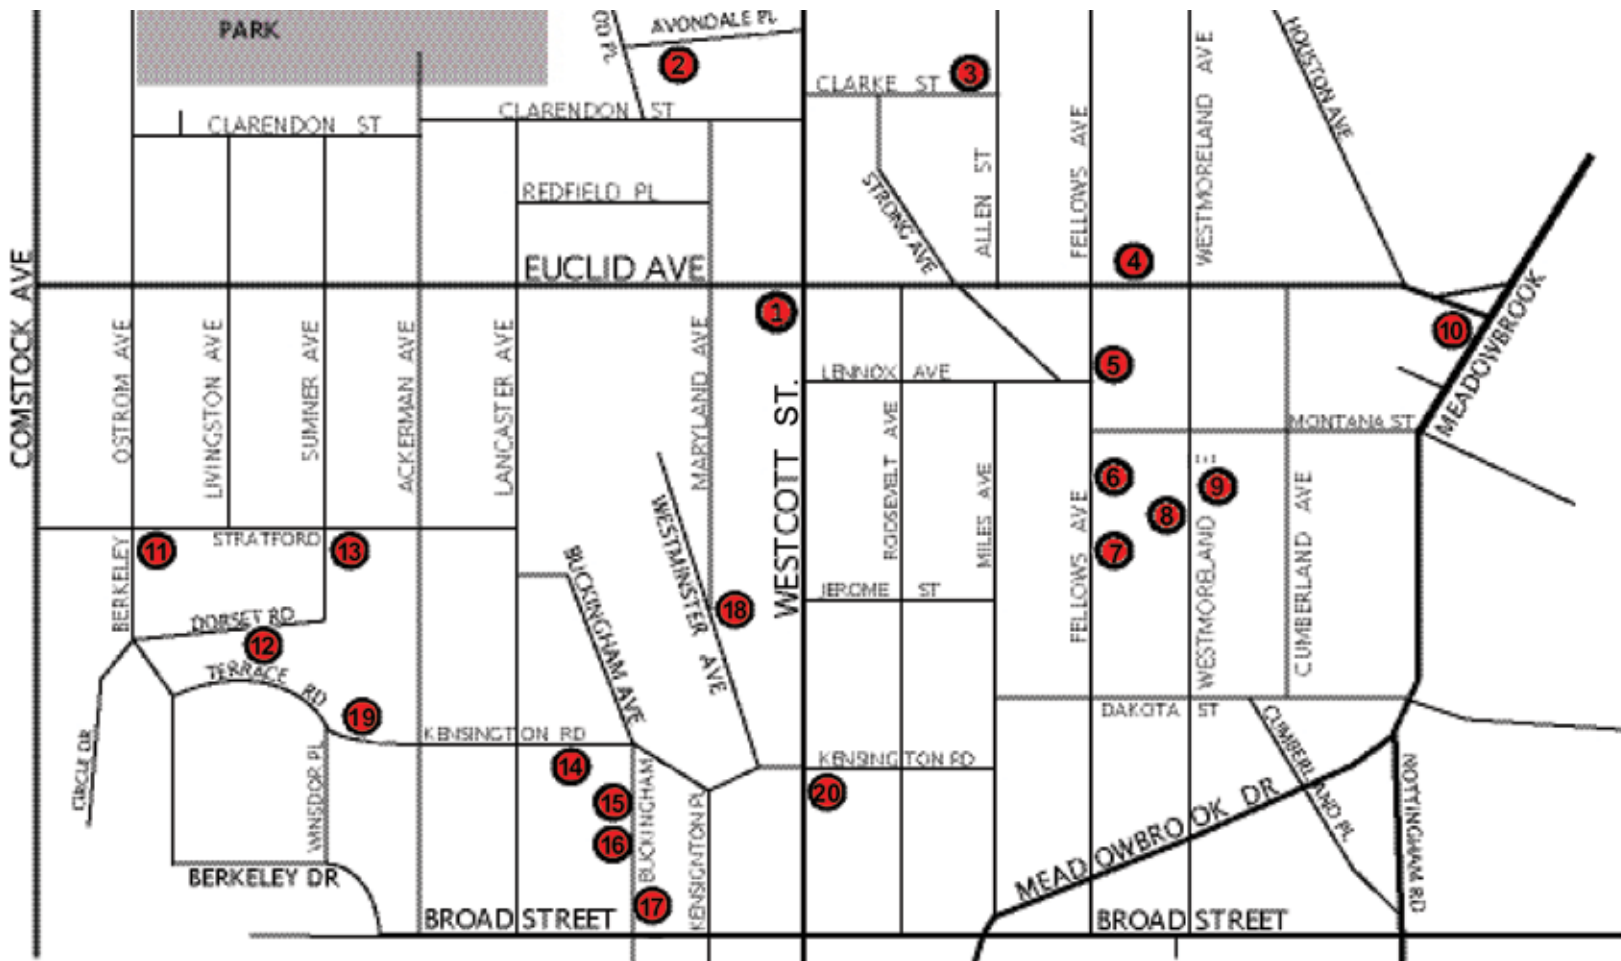 PARK
OD PL
AVONDALE PL
2
3
CLARKE ST
CLARENDON ST
CLARENDON ST
REDFIELD PL
STRONG AVE
ALLEN ST
FELLOWS AVE
WESTMORELAND AVE
HOUSTON AVE
4
EUCLID AVE
COMSTOCK AVE
1
10
MEADOWBROOK
OSTROM AVE
LIVINGSTON AVE
SUMNER AVE
ACKERMAN AVE
LANCASTER AVE
MARYLAND AVE
WESTCOTT ST.
LENNOX AVE
5
ROOSEVELT AVE
MILES AVE
MONTANA ST
6
9
8
7
FELLOWS AVE
WESTMORELAND
CUMBERLAND AVE
11
STRATFORD
13
BERKELEY
DORSET RD
12
TERRACE RD
19
BUCKINGHAM AVE
WESTMINSTER AVE
18
JEROME ST
DAKOTA ST
CIRCLE DR
WINSDOR PL
KENSINGTON RD
14
15
16
BUCKINGHAM
KENSIGNTON PL
KENSINGTON RD
20
CUMBERLAND PL
MEADOWBROOK DR
NOTTINGHAM RD
BERKELEY DR
17
BROAD STREET
BROAD STREET